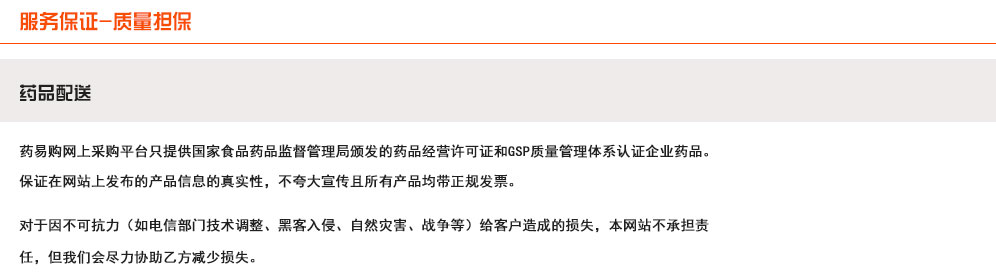 服务保证-质量担保
药品配送
药易购网上采购平台只提供国家食品药品监督管理局颁发的药品经营许可证和GSP质量管理体系认证企业药品。
保证在网站上发布的产品信息的真实性，不夸大宣传且所有产品均带正规发票。
对于因不可抗力（如电信部门技术调整、黑客入侵、自然灾害、战争等）给客户造成的损失，本网站不承担责
任，但我们会尽力协助乙方减少损失。